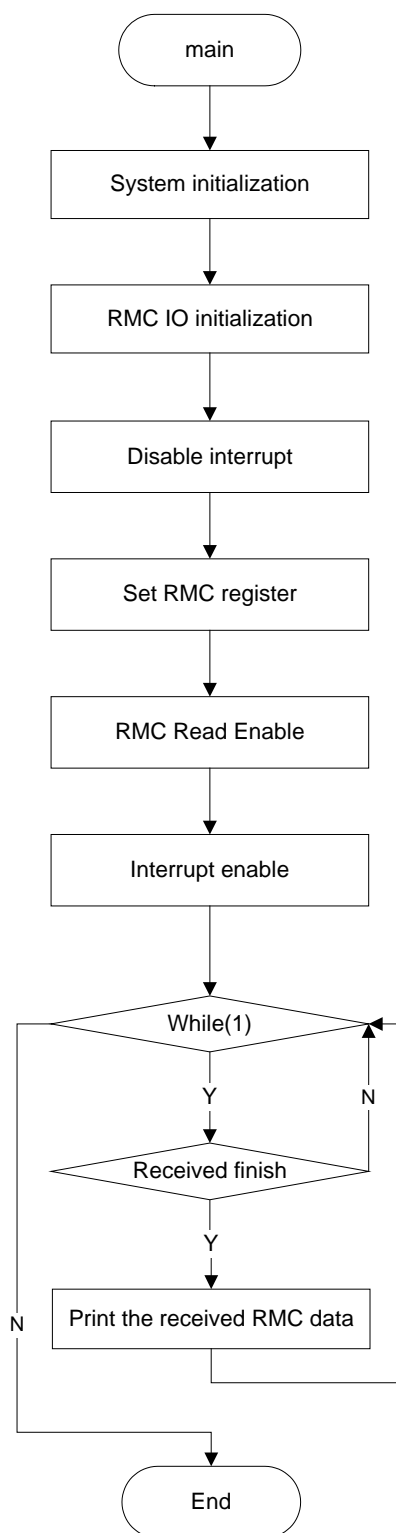 main
System initialization
RMC IO initialization
Disable interrupt
Set RMC register
RMC Read Enable
Interrupt enable
While(1)
Y
N
Received finish
Y
Print the received RMC data
N
End